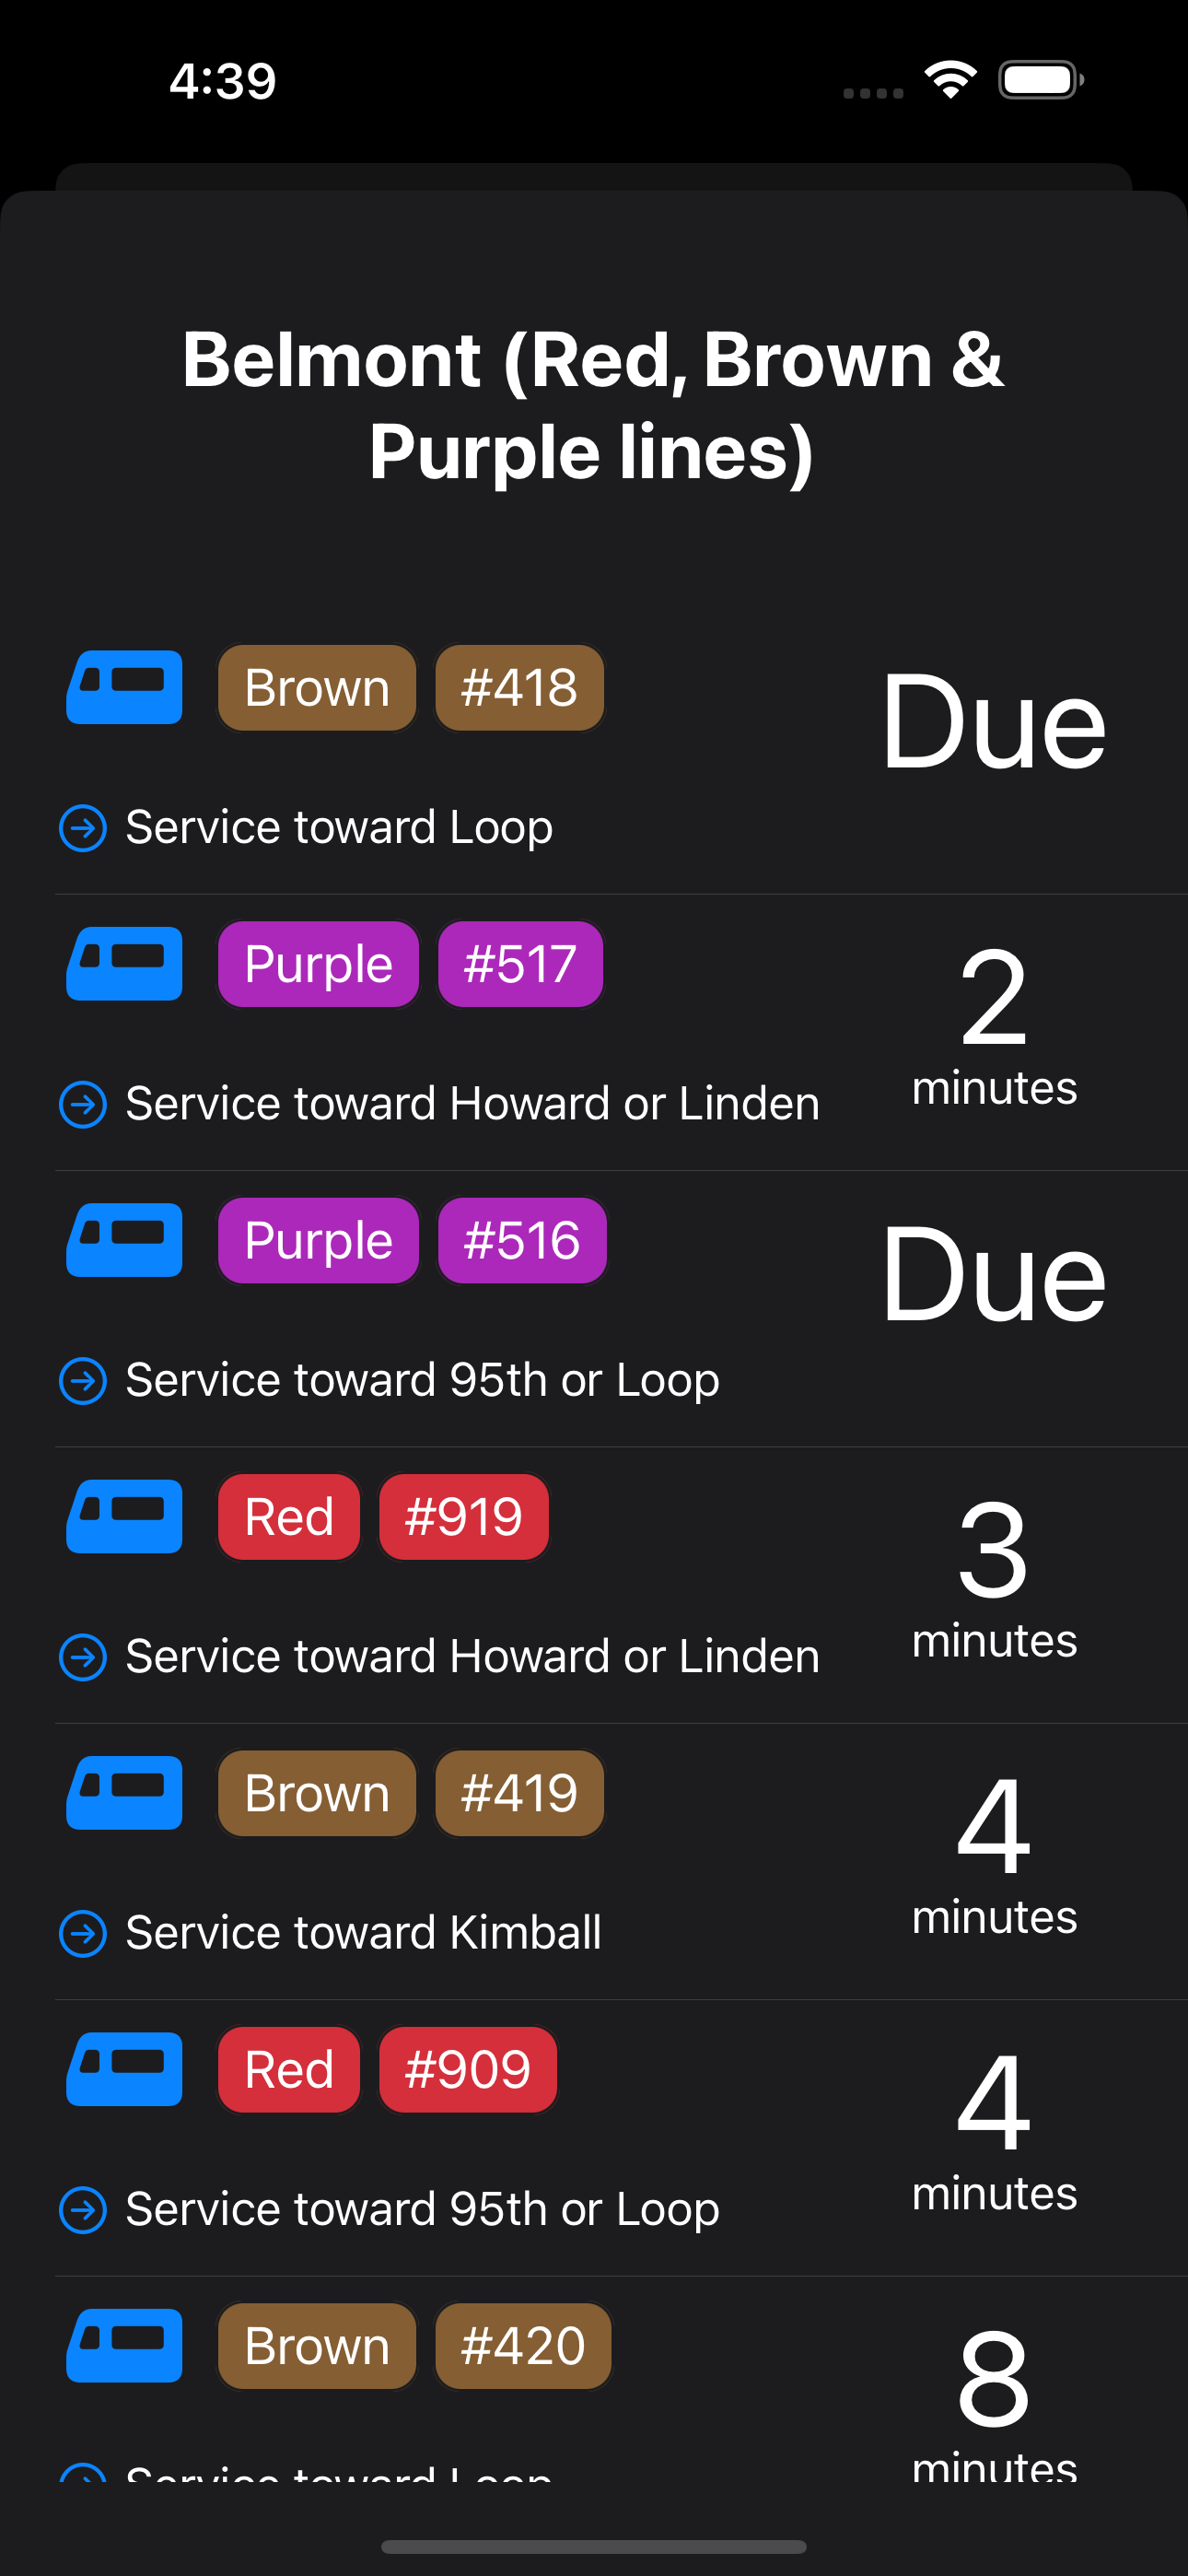 4:39
Belmont (Red, Brown &
Purple lines)
Brown #418
Due
Service toward Loop
Purple #517
2
minutes
Service toward Howard or Linden
Purple #516
Due
Service toward 95th or Loop
Red #919
3
minutes
Service toward Howard or Linden
Brown #419
4
minutes
Service toward Kimball
Red #909
4
minutes
Service toward 95th or Loop
Brown #420
8
minutes
Service toward Loop